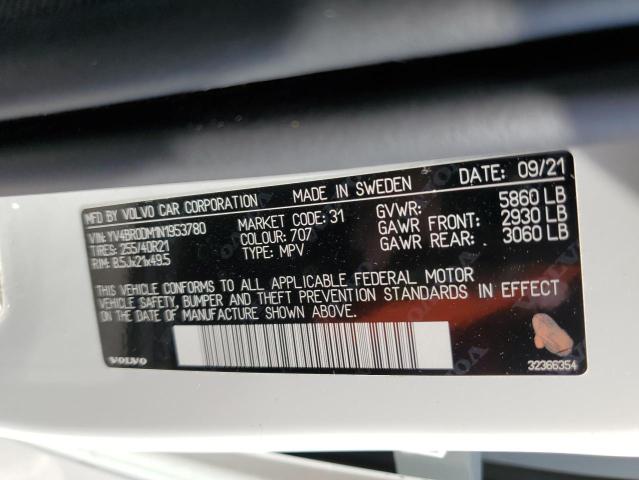 MFD BY VOLVO CAR CORPORATION MADE IN SWEDEN DATE: 09/21
VIN: YV4BR0DM1N1953780 MARKET CODE: 31 GVWR: 5860 LB
TIRES: 255/40R21 COLOUR: 707 GAWR FRONT: 2930 LB
RIM: 8.5Jx21x49.5 TYPE: MPV GAWR REAR: 3060 LB
THIS VEHICLE CONFORMS TO ALL APPLICABLE FEDERAL MOTOR
VEHICLE SAFETY, BUMPER AND THEFT PREVENTION STANDARDS IN EFFECT
ON THE DATE OF MANUFACTURE SHOWN ABOVE.
VOLVO
32366354